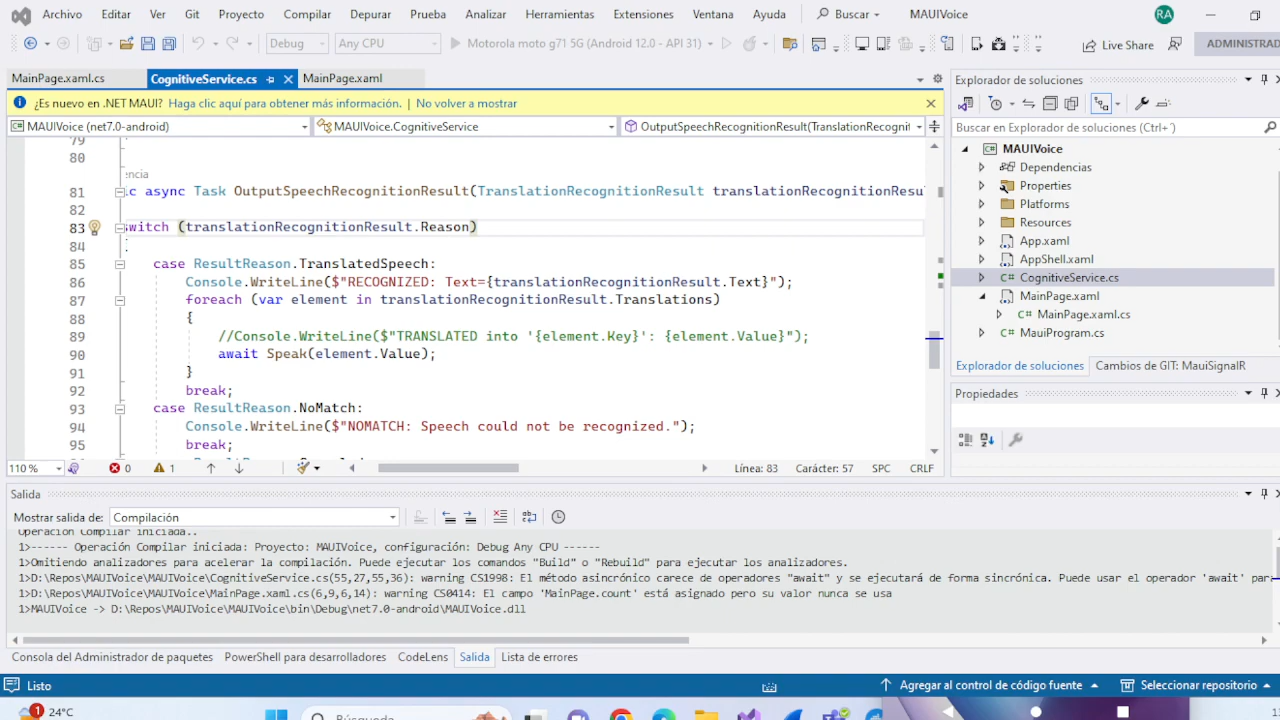 Archivo Editar Ver Git Proyecto Compilar Depurar Prueba Analizar Herramientas Extensiones Ventana Ayuda Buscar MAUIVoice RA
Debug Any CPU Motorola moto g71 5G (Android 12.0 - API 31) Live Share ADMINISTRAD
MainPage.xaml.cs CognitiveService.cs MainPage.xaml
¿Es nuevo en .NET MAUI? Haga clic aquí para obtener más información. | No volver a mostrar
MAUIVoice (net7.0-android) MAUIVoice.CognitiveService OutputSpeechRecognitionResult(TranslationRecognit
79
80
encia
81 ic async Task OutputSpeechRecognitionResult(TranslationRecognitionResult translationRecognitionResu
82
83 switch (translationRecognitionResult.Reason)
84
85 case ResultReason.TranslatedSpeech:
86 Console.WriteLine($"RECOGNIZED: Text={translationRecognitionResult.Text}");
87 foreach (var element in translationRecognitionResult.Translations)
88 {
89 //Console.WriteLine($"TRANSLATED into '{element.Key}': {element.Value}");
90 await Speak(element.Value);
91 }
92 break;
93 case ResultReason.NoMatch:
94 Console.WriteLine($"NOMATCH: Speech could not be recognized.");
95 break;
110 % 0 1 Línea: 83 Carácter: 57 SPC CRLF
Explorador de soluciones
Buscar en Explorador de soluciones (Ctrl+´)
MAUIVoice
Dependencias
Properties
Platforms
Resources
App.xaml
AppShell.xaml
C# CognitiveService.cs
MainPage.xaml
C# MainPage.xaml.cs
C# MauiProgram.cs
Explorador de soluciones Cambios de GIT: MauiSignalR
Propiedades
Salida
Mostrar salida de: Compilación
Operación Compilar iniciada..
1>------ Operación Compilar iniciada: Proyecto: MAUIVoice, configuración: Debug Any CPU ------
1>Omitiendo analizadores para acelerar la compilación. Puede ejecutar los comandos "Build" o "Rebuild" para ejecutar los analizadores.
1>D:\Repos\MAUIVoice\MAUIVoice\CognitiveService.cs(55,27,55,36): warning CS1998: El método asincrónico carece de operadores "await" y se ejecutará de forma sincrónica. Puede usar el operador 'await' par
1>D:\Repos\MAUIVoice\MAUIVoice\MainPage.xaml.cs(6,9,6,14): warning CS0414: El campo 'MainPage.count' está asignado pero su valor nunca se usa
1>MAUIVoice -> D:\Repos\MAUIVoice\MAUIVoice\bin\Debug\net7.0-android\MAUIVoice.dll
Consola del Administrador de paquetes PowerShell para desarrolladores CodeLens Salida Lista de errores
Listo Agregar al control de código fuente Seleccionar repositorio
1 24°C Búsqueda